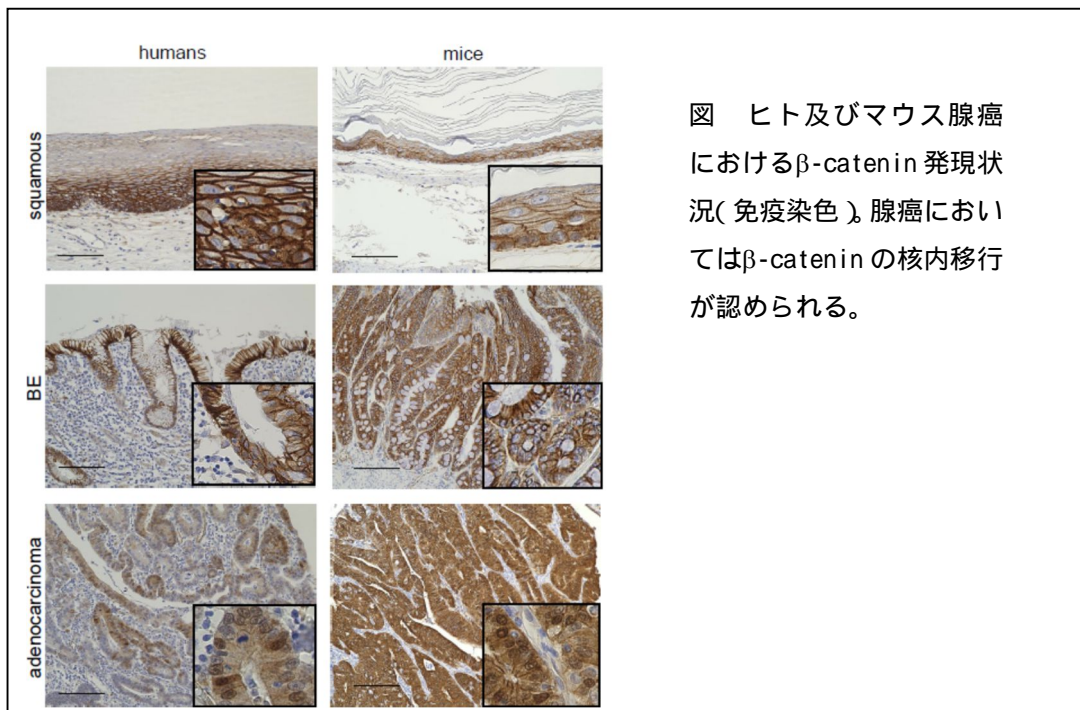 humans
mice
squamous
BE
adenocarcinoma
図　ヒト及びマウス腺癌
におけるβ-catenin 発現状
況(免疫染色)。腺癌におい
てはβ-catenin の核内移行
が認められる。